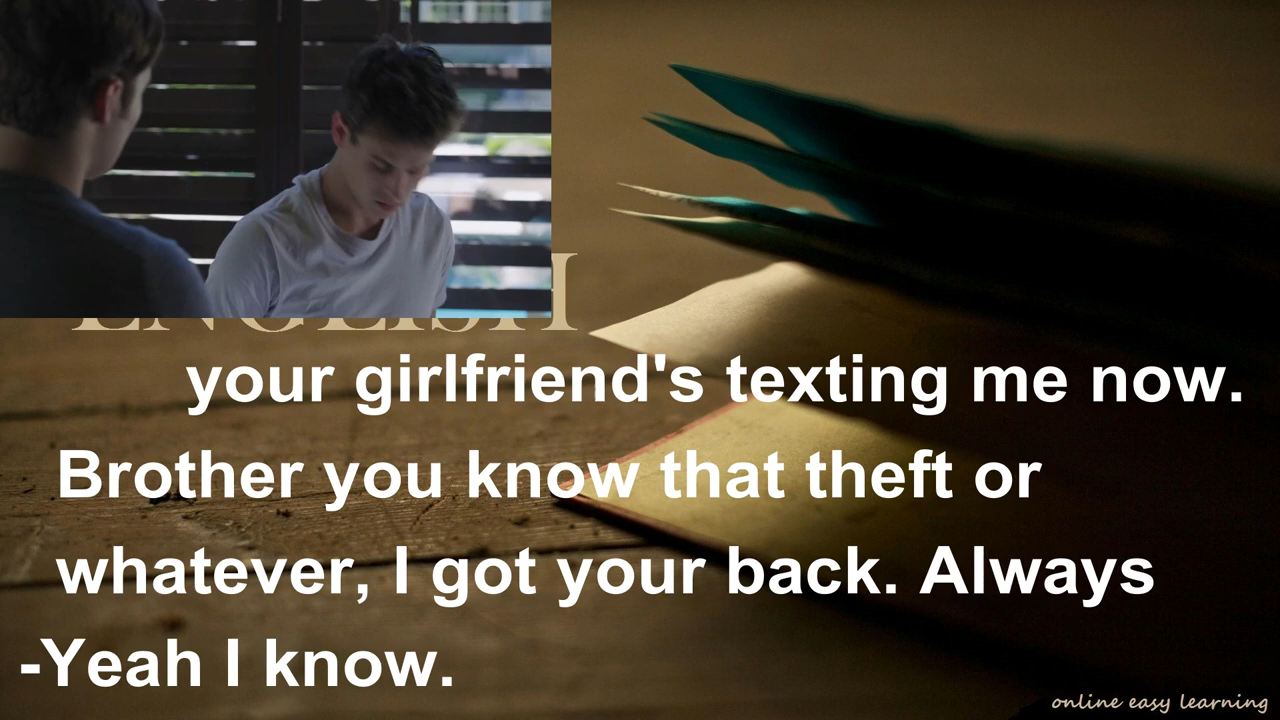 ENGLISH
your girlfriend's texting me now.
Brother you know that theft or
whatever, I got your back. Always
-Yeah I know.
online easy learning